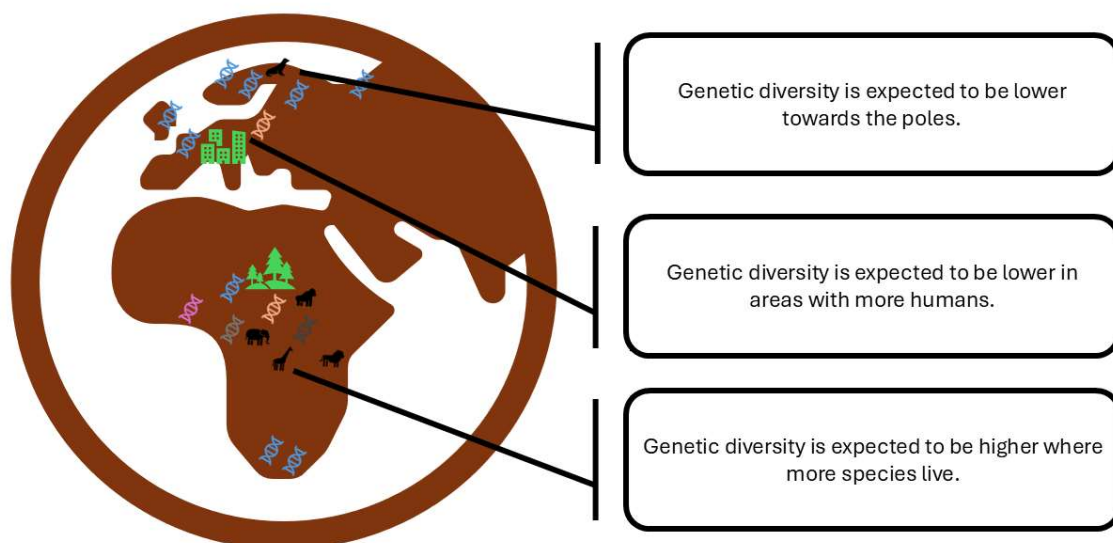 Genetic diversity is expected to be lower
towards the poles.
Genetic diversity is expected to be lower in
areas with more humans.
Genetic diversity is expected to be higher where
more species live.